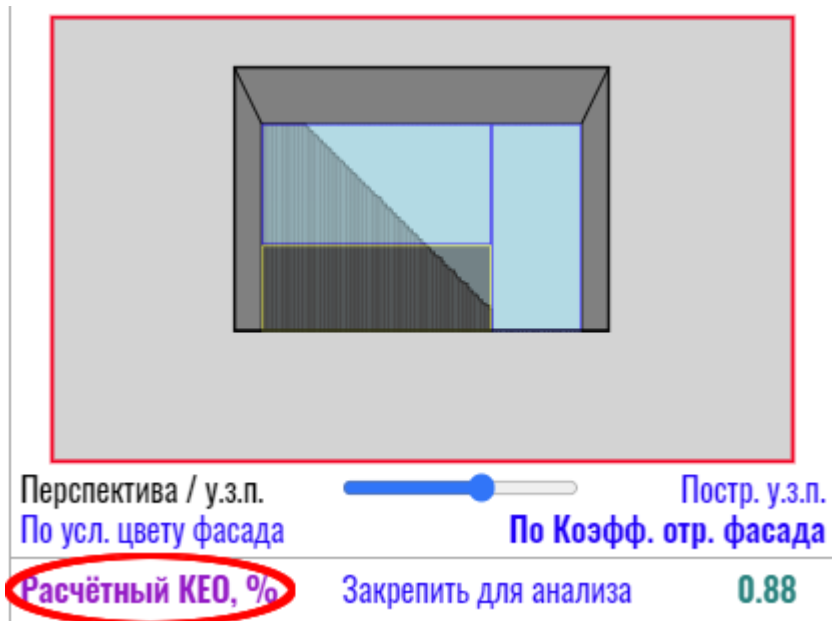 Перспектива / у.з.п. Постр. у.з.п.
По усл. цвету фасада По Коэфф. отр. фасада
Расчётный КЕО, % Закрепить для анализа 0.88